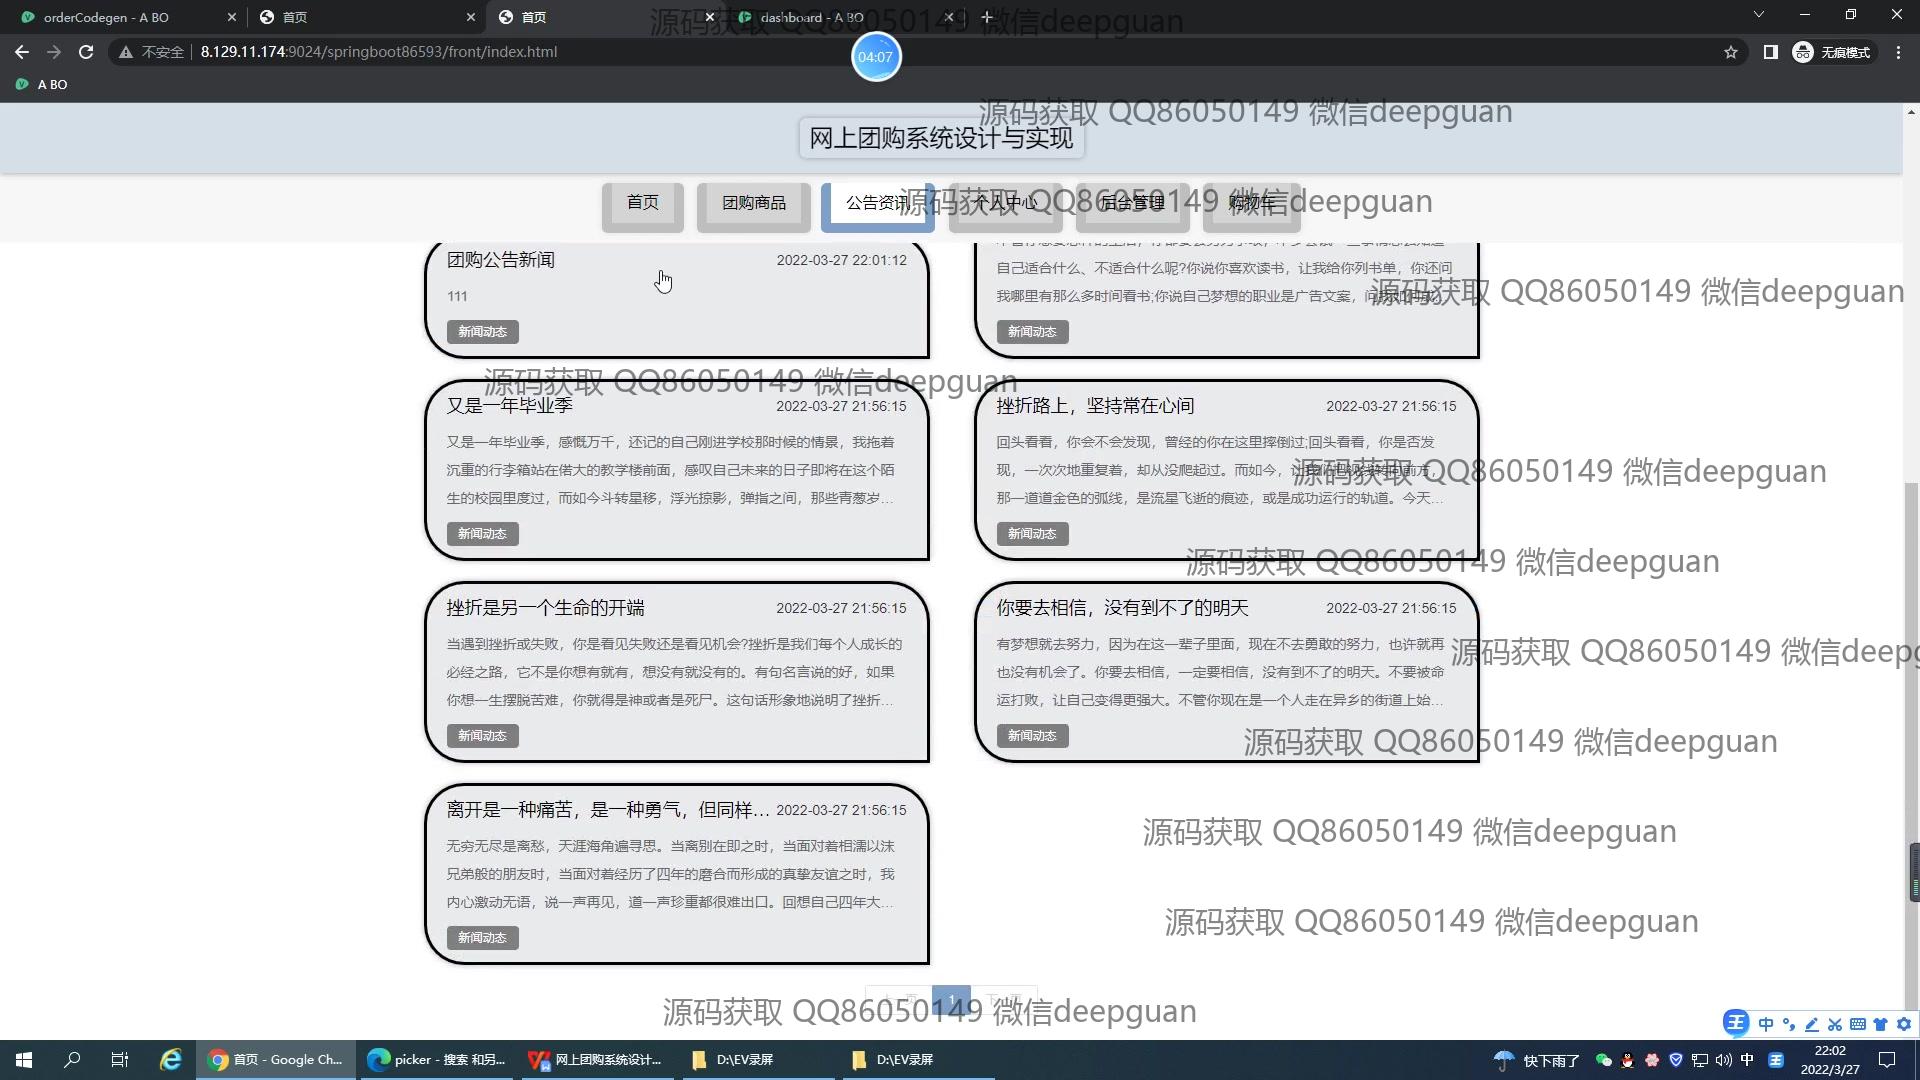 orderCodegen - A BO
首页
首页
dashboard - A BO
源码获取 QQ86050149 微信deepguan
不安全
8.129.11.174:9024/springboot86593/front/index.html
04:07
无痕模式
A BO
源码获取 QQ86050149 微信deepguan
网上团购系统设计与实现
首页
团购商品
公告资讯
个人中心
后台管理
购物车
源码获取 QQ86050149 微信deepguan
团购公告新闻
2022-03-27 22:01:12
111
新闻动态
自己适合什么、不适合什么呢?你说你喜欢读书，让我给你列书单，你还问
我哪里有那么多时间看书;你说自己梦想的职业是广告文案，
新闻动态
源码获取 QQ86050149 微信deepguan
源码获取 QQ86050149 微信deepguan
又是一年毕业季
2022-03-27 21:56:15
又是一年毕业季，感慨万千，还记的自己刚进学校那时候的情景，我拖着
沉重的行李箱站在偌大的教学楼前面，感叹自己未来的日子即将在这个陌
生的校园里度过，而如今斗转星移，浮光掠影，弹指之间，那些青葱岁...
新闻动态
挫折路上，坚持常在心间
2022-03-27 21:56:15
回头看看，你会不会发现，曾经的你在这里摔倒过;回头看看，你是否发
现，一次次地重复着，却从没爬起过。而如今，
那一道道金色的弧线，是流星飞逝的痕迹，或是成功运行的轨道。今天...
新闻动态
源码获取 QQ86050149 微信deepguan
源码获取 QQ86050149 微信deepguan
挫折是另一个生命的开端
2022-03-27 21:56:15
当遇到挫折或失败，你是看见失败还是看见机会?挫折是我们每个人成长的
必经之路，它不是你想有就有，想没有就没有的。有句名言说的好，如果
你想一生摆脱苦难，你就得是神或者是死尸。这句话形象地说明了挫折...
新闻动态
你要去相信，没有到不了的明天
2022-03-27 21:56:15
有梦想就去努力，因为在这一辈子里面，现在不去勇敢的努力，也许就再
也没有机会了。你要去相信，一定要相信，没有到不了的明天。不要被命
运打败，让自己变得更强大。不管你现在是一个人走在异乡的街道上始...
新闻动态
源码获取 QQ86050149 微信deepg
源码获取 QQ86050149 微信deepguan
离开是一种痛苦，是一种勇气，但同样...
2022-03-27 21:56:15
无穷无尽是离愁，天涯海角遍寻思。当离别在即之时，当面对着相濡以沫
兄弟般的朋友时，当面对着经历了四年的磨合而形成的真挚友谊之时，我
内心激动无语，说一声再见，道一声珍重都很难出口。回想自己四年大...
新闻动态
源码获取 QQ86050149 微信deepguan
源码获取 QQ86050149 微信deepguan
1
源码获取 QQ86050149 微信deepguan
王 中
首页 - Google Ch...
picker - 搜索 和另...
网上团购系统设计...
D:\EV录屏
D:\EV录屏
快下雨了
中
22:02
2022/3/27